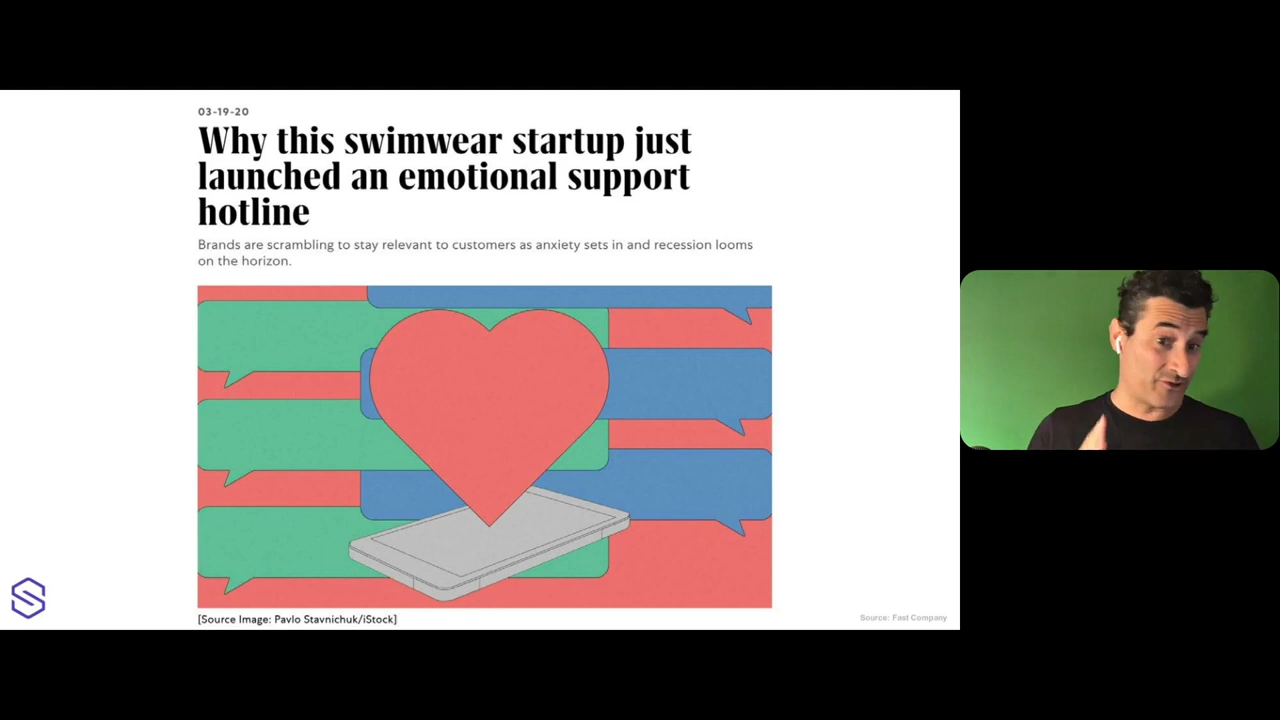 03-19-20
Why this swimwear startup just
launched an emotional support
hotline
Brands are scrambling to stay relevant to customers as anxiety sets in and recession looms
on the horizon.
[Source Image: Pavlo Stavnichuk/iStock]
Source: Fast Company